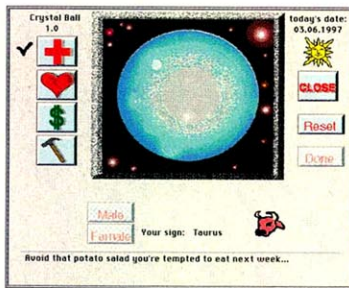 Crystal Ball
1.0
today's date:
03.06.1997
CLOSE
Reset
Done
Male
Female
Your sign: Taurus
Avoid that potato salad you're tempted to eat next week...